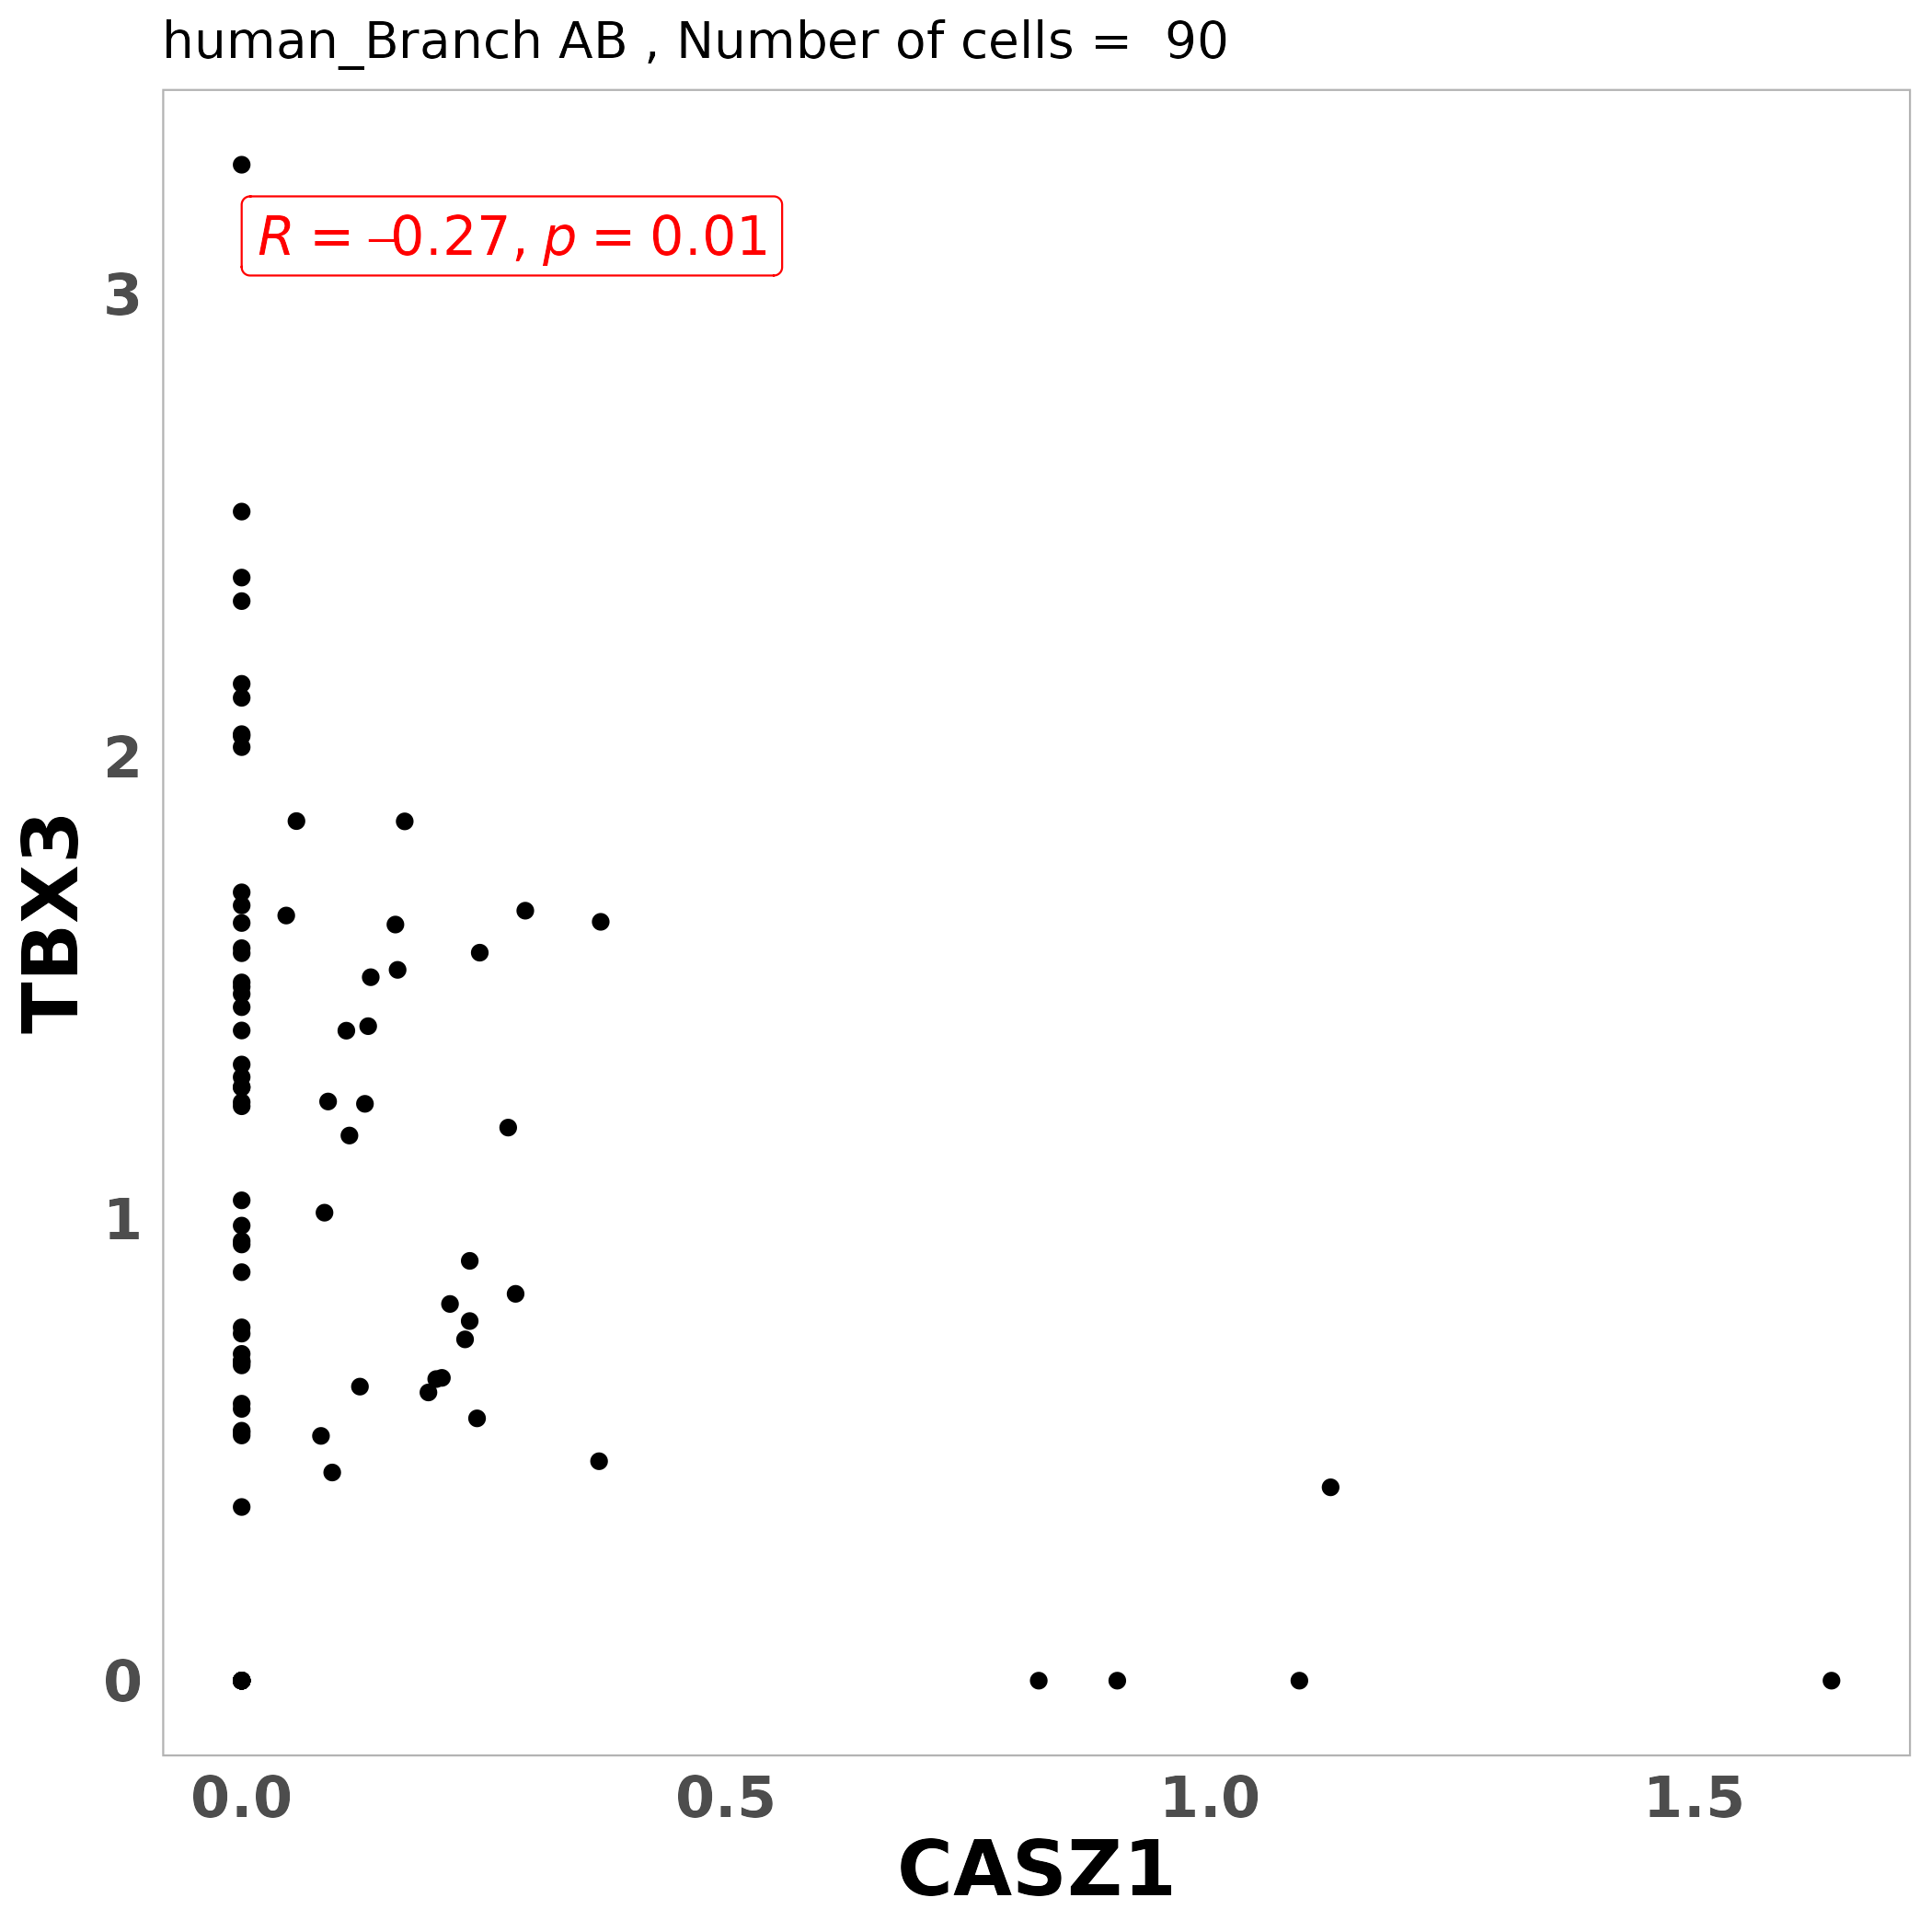 human_Branch AB , Number of cells =  90
R = –0.27, p = 0.01
3
2
1
0
TBX3
0.0 0.5 1.0 1.5
CASZ1